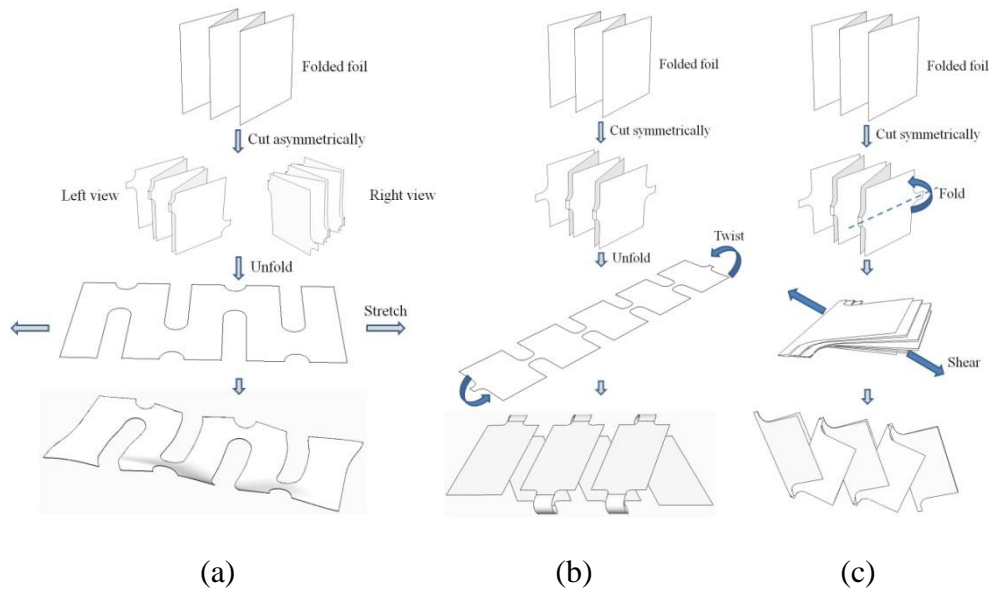 Folded foil
Cut asymmetrically
Left view
Right view
Unfold
Stretch
(a)
Folded foil
Cut symmetrically
Unfold
Twist
(b)
Folded foil
Cut symmetrically
Fold
Shear
(c)